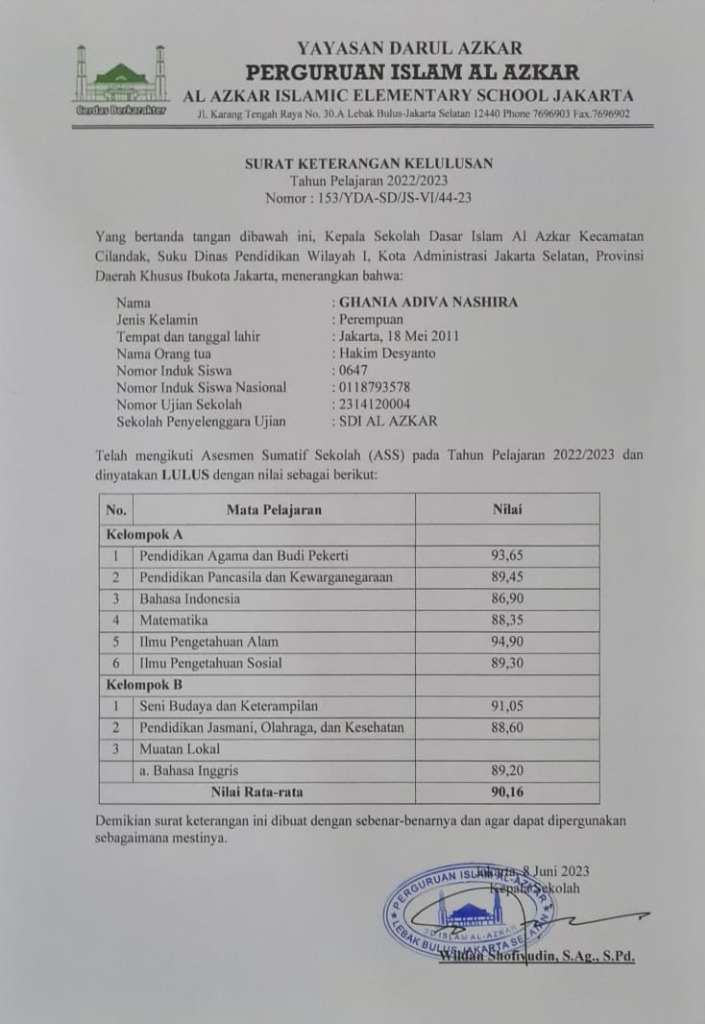 YAYASAN DARUL AZKAR
PERGURUAN ISLAM AL AZKAR
AL AZKAR ISLAMIC ELEMENTARY SCHOOL JAKARTA
Jl. Karang Tengah Raya No. 30.A Lebak Bulus-Jakarta Selatan 12440 Phone 7696903 Fax.7696902
Cerdas Berkarakter
SURAT KETERANGAN KELULUSAN
Tahun Pelajaran 2022/2023
Nomor : 153/YDA-SD/JS-VI/44-23
Yang bertanda tangan dibawah ini, Kepala Sekolah Dasar Islam Al Azkar Kecamatan
Cilandak, Suku Dinas Pendidikan Wilayah I, Kota Administrasi Jakarta Selatan, Provinsi
Daerah Khusus Ibukota Jakarta, menerangkan bahwa:
Nama : GHANIA ADIVA NASHIRA
Jenis Kelamin : Perempuan
Tempat dan tanggal lahir : Jakarta, 18 Mei 2011
Nama Orang tua : Hakim Desyanto
Nomor Induk Siswa : 0647
Nomor Induk Siswa Nasional : 0118793578
Nomor Ujian Sekolah : 2314120004
Sekolah Penyelenggara Ujian : SDI AL AZKAR
Telah mengikuti Asesmen Sumatif Sekolah (ASS) pada Tahun Pelajaran 2022/2023 dan
dinyatakan LULUS dengan nilai sebagai berikut:
No. Mata Pelajaran Nilai
Kelompok A
1 Pendidikan Agama dan Budi Pekerti 93,65
2 Pendidikan Pancasila dan Kewarganegaraan 89,45
3 Bahasa Indonesia 86,90
4 Matematika 88,35
5 Ilmu Pengetahuan Alam 94,90
6 Ilmu Pengetahuan Sosial 89,30
Kelompok B
1 Seni Budaya dan Keterampilan 91,05
2 Pendidikan Jasmani, Olahraga, dan Kesehatan 88,60
3 Muatan Lokal
a. Bahasa Inggris 89,20
Nilai Rata-rata 90,16
Demikian surat keterangan ini dibuat dengan sebenar-benarnya dan agar dapat dipergunakan
sebagaimana mestinya.
Jakarta, 8 Juni 2023
Kepala Sekolah
PERGURUAN ISLAM AL-AZKAR
SD ISLAM AL-AZKAR
LEBAK BULUS JAKARTA SELATAN
Wildan Shofiyudin, S.Ag., S.Pd.